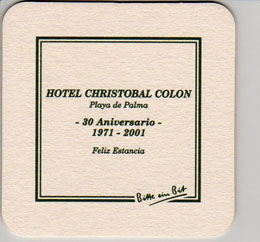 HOTEL CHRISTOBAL COLON
Playa de Palma
- 30 Aniversario -
1971 - 2001
Feliz Estancia
Bitte ein Bit